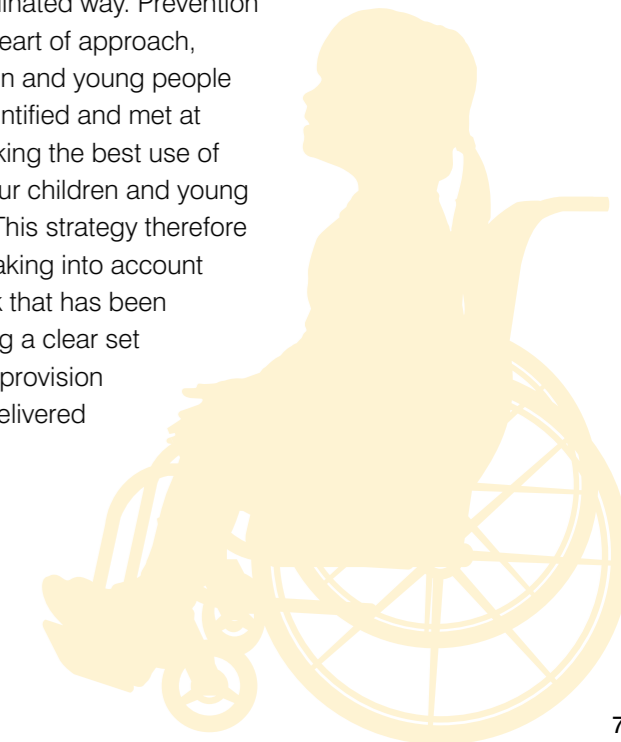 inated way. Prevention
eart of approach,
n and young people
ntified and met at
king the best use of
ur children and young
This strategy therefore
aking into account
k that has been
g a clear set
provision
elivered
7